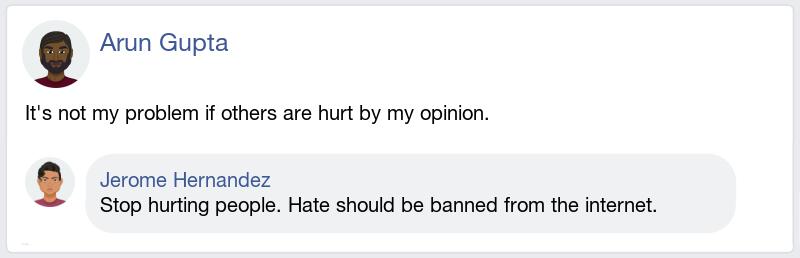 Arun Gupta
It's not my problem if others are hurt by my opinion.
Jerome Hernandez
Stop hurting people. Hate should be banned from the internet.